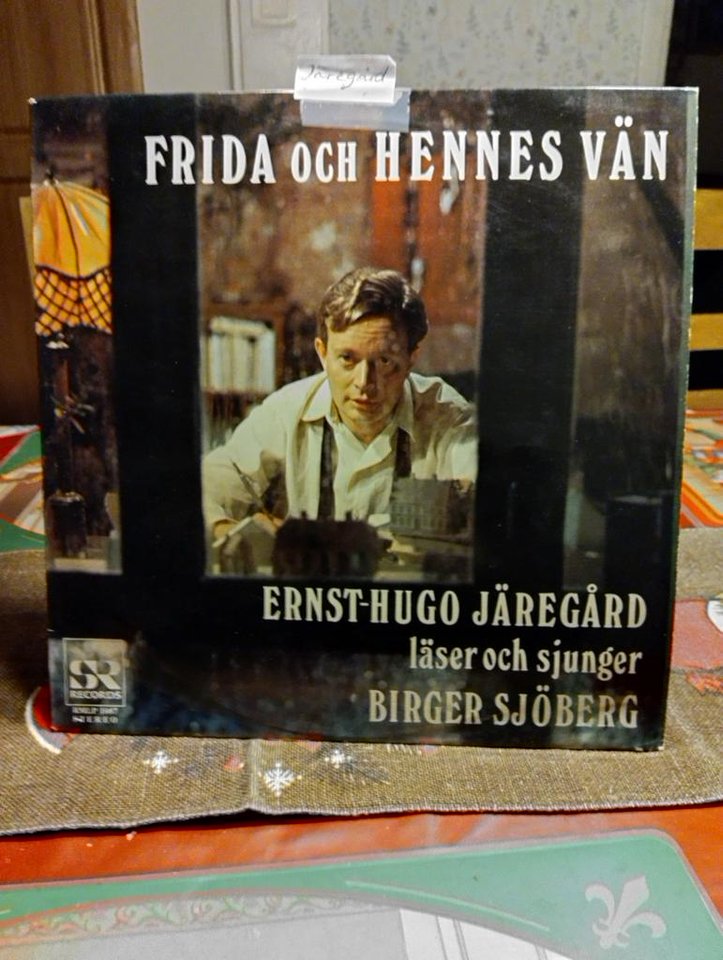 Järegård
FRIDA OCH HENNES VÄN
ERNST-HUGO JÄREGÅRD
läser och sjunger
BIRGER SJÖBERG
SR
RECORDS